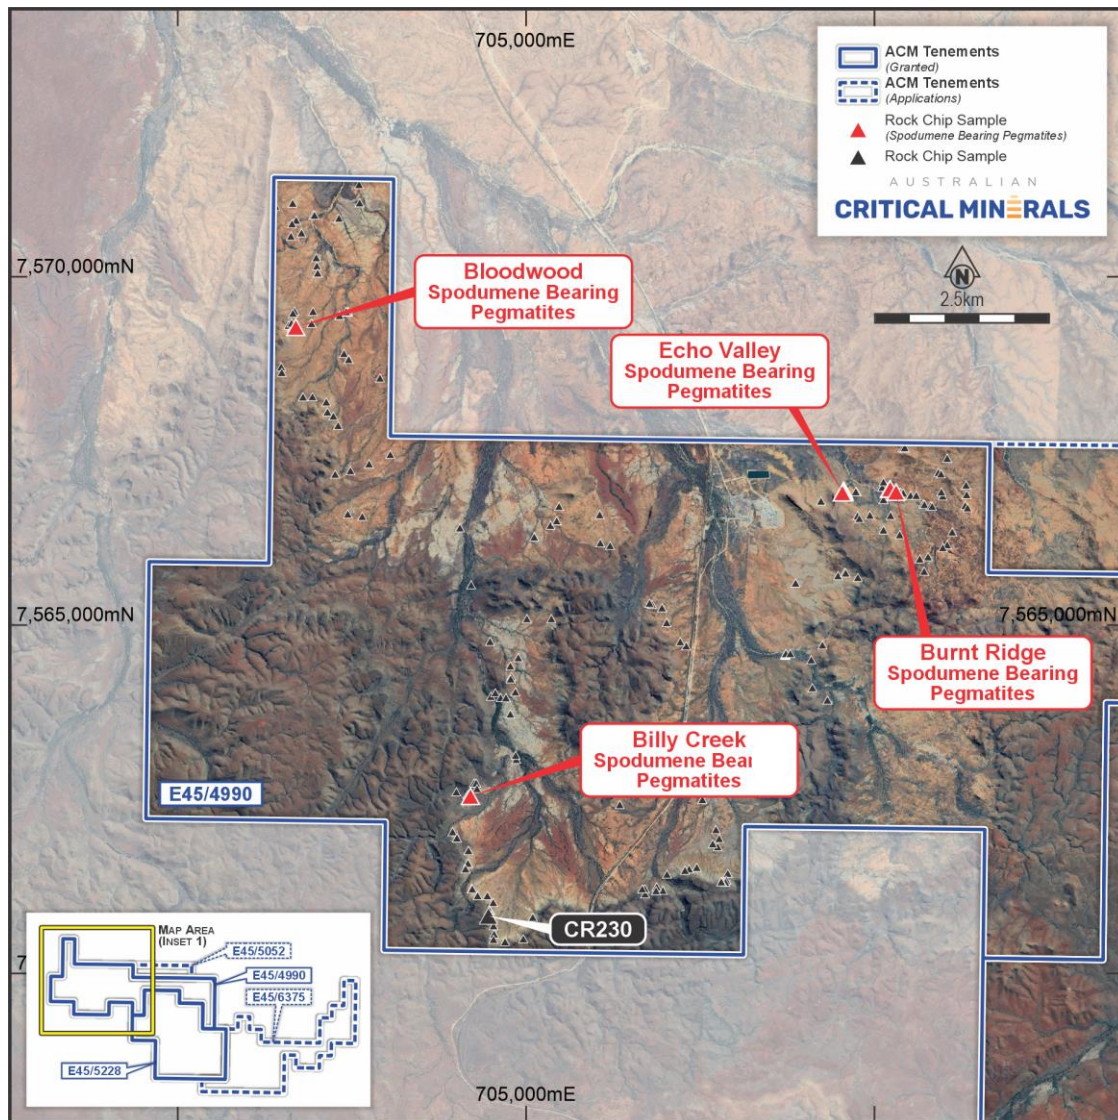 705,000mE
ACM Tenements
(Granted)
ACM Tenements
(Applications)
Rock Chip Sample
(Spodumene Bearing Pegmatites)
Rock Chip Sample
AUSTRALIAN
CRITICAL MINERALS
N
2.5km
7,570,000mN
Bloodwood
Spodumene Bearing
Pegmatites
Echo Valley
Spodumene Bearing
Pegmatites
7,565,000mN
7,565,000mN
Burnt Ridge
Spodumene Bearing
Pegmatites
Billy Creek
Spodumene Bear
Pegmatites
E45/4990
CR230
7
MAP AREA
(INSET 1)
E45/5052
E45/4990
E45/6375
E45/5228
705,000mE